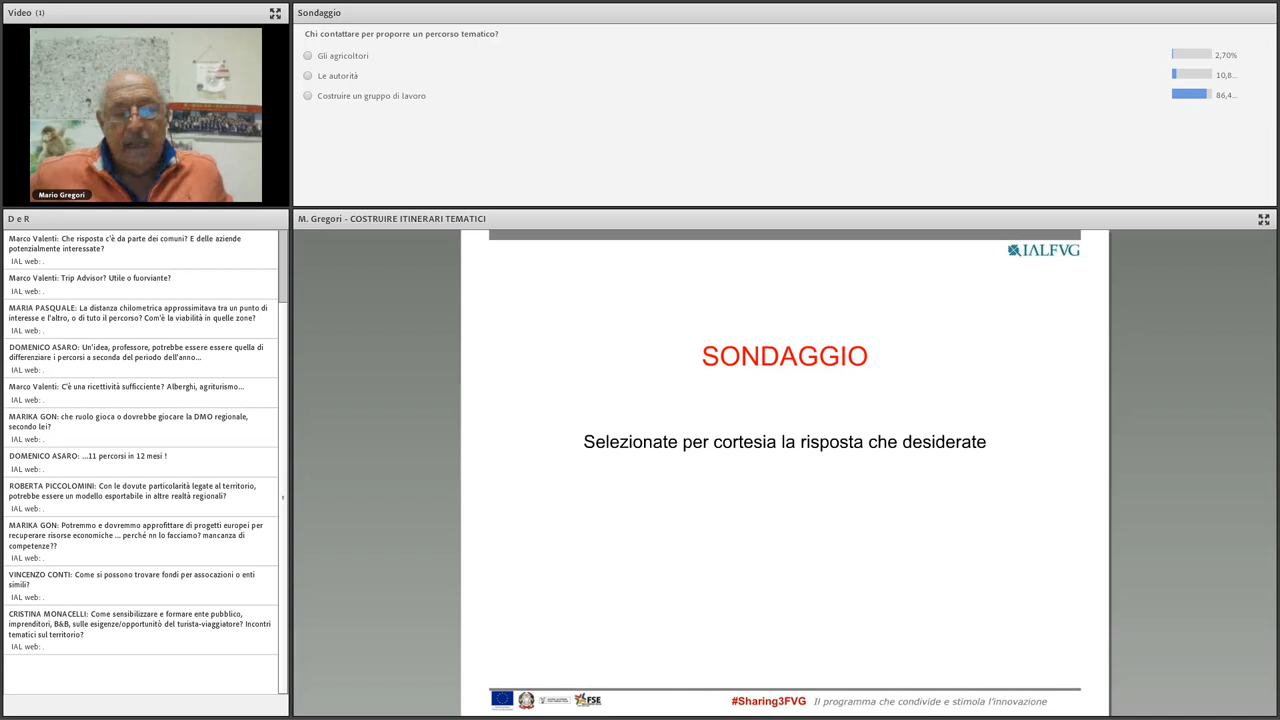 Video (1)
Mario Gregori
Sondaggio
Chi contattare per proporre un percorso tematico?
Gli agricoltori 2,70%
Le autorità 10,8...
Costruire un gruppo di lavoro 86,4...
D e R
Marco Valenti: Che risposta c'è da parte dei comuni? E delle aziende
potenzialmente interessate?
IAL web: .
Marco Valenti: Trip Advisor? Utile o fuorviante?
IAL web: .
MARIA PASQUALE: La distanza chilometrica approssimitava tra un punto di
interesse e l'altro, o di tuto il percorso? Com'è la viabilità in quelle zone?
IAL web: .
DOMENICO ASARO: Un'idea, professore, potrebbe essere essere quella di
differenziare i percorsi a seconda del periodo dell'anno...
IAL web: .
Marco Valenti: C'è una ricettività sufficciente? Alberghi, agriturismo...
IAL web: .
MARIKA GON: che ruolo gioca o dovrebbe giocare la DMO regionale,
secondo lei?
IAL web: .
DOMENICO ASARO: ...11 percorsi in 12 mesi !
IAL web: .
ROBERTA PICCOLOMINI: Con le dovute particolarità legate al territorio,
potrebbe essere un modello esportabile in altre realtà regionali?
IAL web: .
MARIKA GON: Potremmo e dovremmo approfittare di progetti europei per
recuperare risorse economiche ... perché nn lo facciamo? mancanza di
competenze??
IAL web: .
VINCENZO CONTI: Come si possono trovare fondi per assocazioni o enti
simili?
IAL web: .
CRISTINA MONACELLI: Come sensibilizzare e formare ente pubblico,
imprenditori, B&B, sulle esigenze/opportunitò del turista-viaggiatore? Incontri
tematici sul territorio?
IAL web: .
M. Gregori - COSTRUIRE ITINERARI TEMATICI
IALFVG
SONDAGGIO
Selezionate per cortesia la risposta che desiderate
FSE
#Sharing3FVG Il programma che condivide e stimola l'innovazione